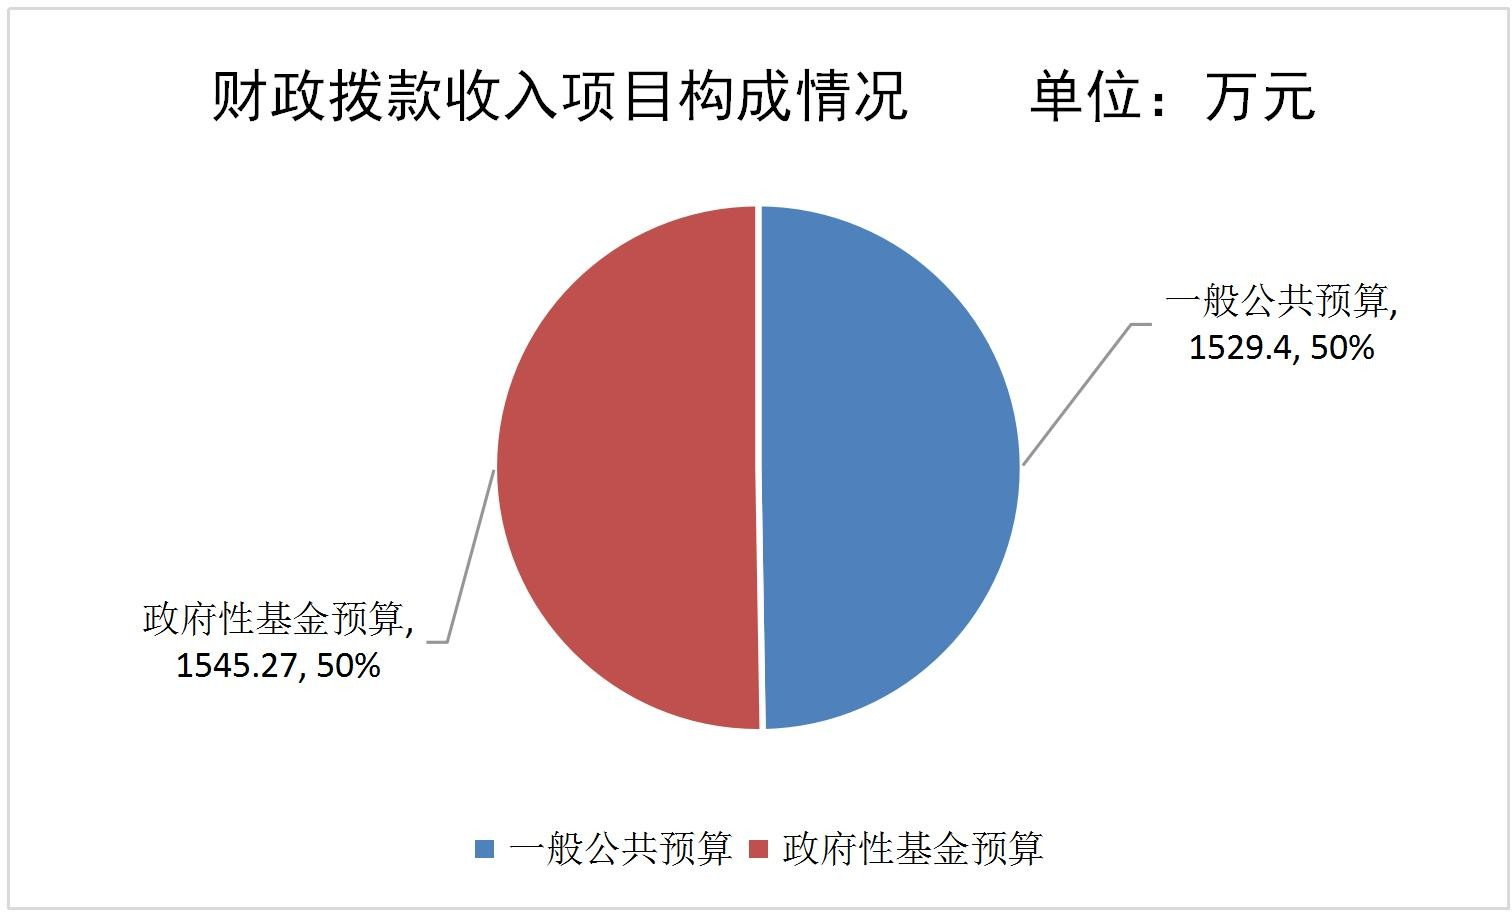 财政拨款收入项目构成情况 单位：万元
一般公共预算,
1529.4, 50%
政府性基金预算,
1545.27, 50%
一般公共预算 政府性基金预算